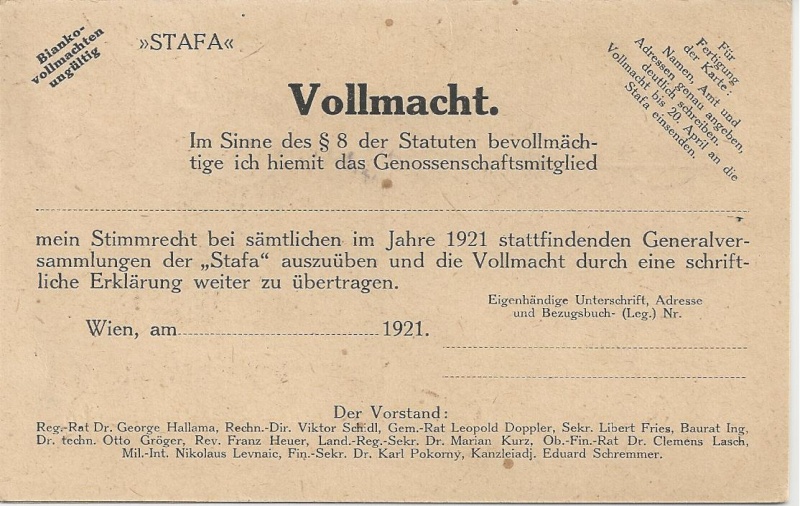 Blanko-
vollmachten
ungültig
»STAFA«
Für
Fertigung
der Karte:
Namen, Amt und
Adressen genau angeben,
deutlich schreiben.
Vollmacht bis 20. April an die
Stafa einsenden.
Vollmacht.
Im Sinne des § 8 der Statuten bevollmäch-
tige ich hiemit das Genossenschaftsmitglied
mein Stimmrecht bei sämtlichen im Jahre 1921 stattfindenden Generalver-
sammlungen der „Stafa“ auszuüben und die Vollmacht durch eine schrift-
liche Erklärung weiter zu übertragen.
Eigenhändige Unterschrift, Adresse
und Bezugsbuch- (Leg.) Nr.
Wien, am 1921.
Der Vorstand:
Reg.-Rat Dr. George Hallama, Rechn.-Dir. Viktor Schidl, Gem.-Rat Leopold Doppler, Sekr. Libert Fries, Baurat Ing,
Dr. techn. Otto Gröger, Rev. Franz Heuer, Land.-Reg.-Sekr. Dr. Marian Kurz, Ob.-Fin.-Rat Dr. Clemens Lasch,
Mil.-Int. Nikolaus Levnaic, Fin.-Sekr. Dr. Karl Pokorny, Kanzleiadj. Eduard Schremmer.